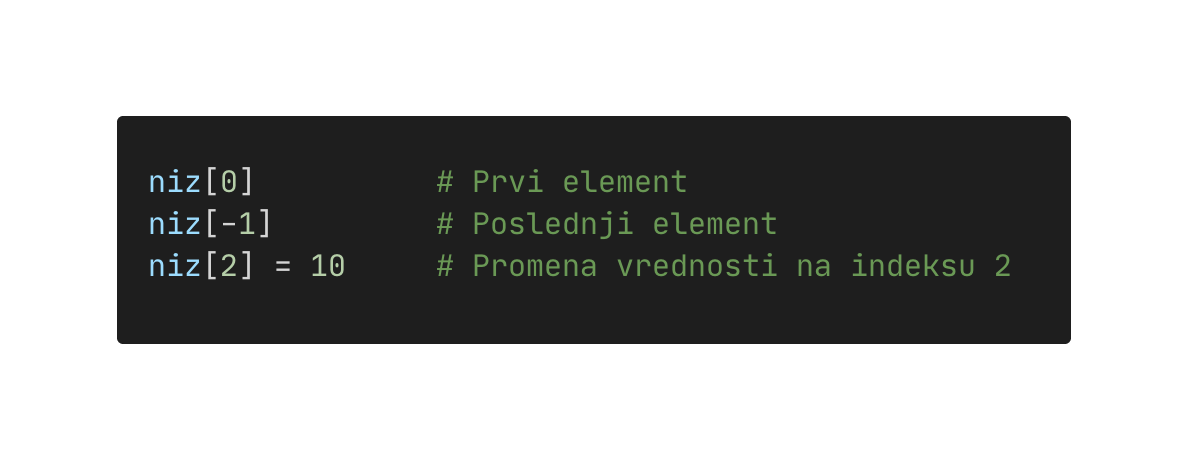 niz[0]          # Prvi element
niz[-1]         # Poslednji element
niz[2] = 10     # Promena vrednosti na indeksu 2